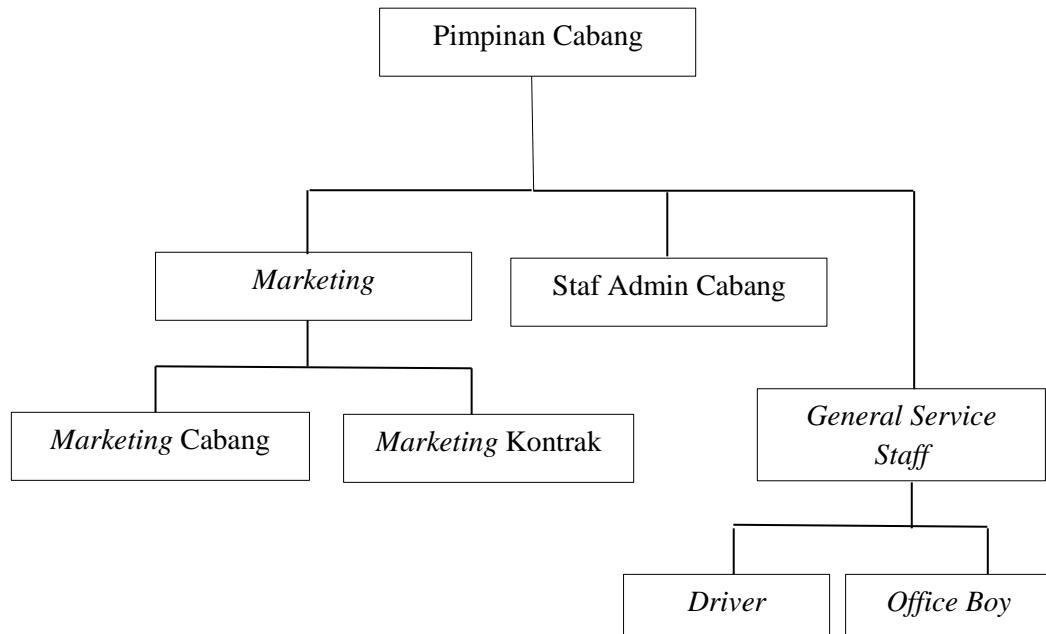 Pimpinan Cabang
Marketing
Staf Admin Cabang
Marketing Cabang
Marketing Kontrak
General Service
Staff
Driver
Office Boy